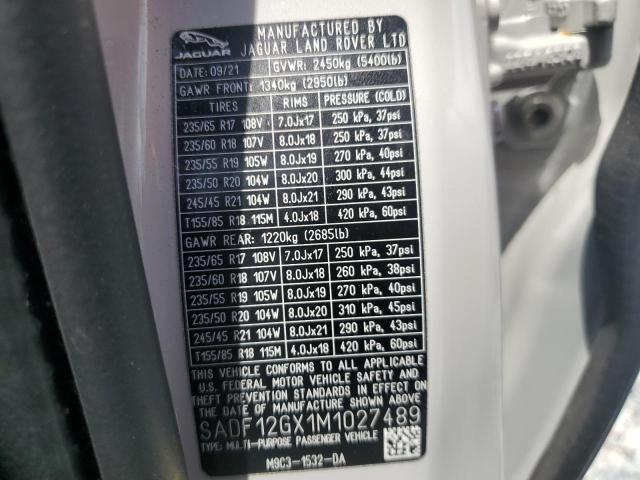 JAGUAR
MANUFACTURED BY
JAGUAR LAND ROVER LTD
DATE: 09/21 GVWR: 2450kg (5400lb)
GAWR FRONT: 1340kg (2950lb)
TIRES RIMS PRESSURE (COLD)
235/65 R17 108V 7.0Jx17 250 kPa, 37psi
235/60 R18 107V 8.0Jx18 250 kPa, 37psi
235/55 R19 105W 8.0Jx19 270 kPa, 40psi
235/50 R20 104W 8.0Jx20 300 kPa, 44psi
245/45 R21 104W 8.0Jx21 290 kPa, 43psi
T155/85 R18 115M 4.0Jx18 420 kPa, 60psi
GAWR REAR: 1220kg (2685lb)
235/65 R17 108V 7.0Jx17 250 kPa, 37psi
235/60 R18 107V 8.0Jx18 260 kPa, 38psi
235/55 R19 105W 8.0Jx19 270 kPa, 40psi
235/50 R20 104W 8.0Jx20 310 kPa, 45psi
245/45 R21 104W 8.0Jx21 290 kPa, 43psi
T155/85 R18 115M 4.0Jx18 420 kPa, 60psi
THIS VEHICLE CONFORMS TO ALL APPLICABLE
U.S. FEDERAL MOTOR VEHICLE SAFETY AND
THEFT PREVENTION STANDARDS IN EFFECT ON
THE DATE OF MANUFACTURE SHOWN ABOVE
SADF12GX1M1027489
TYPE: MULTI-PURPOSE PASSENGER VEHICLE
M9C3-1532-DA